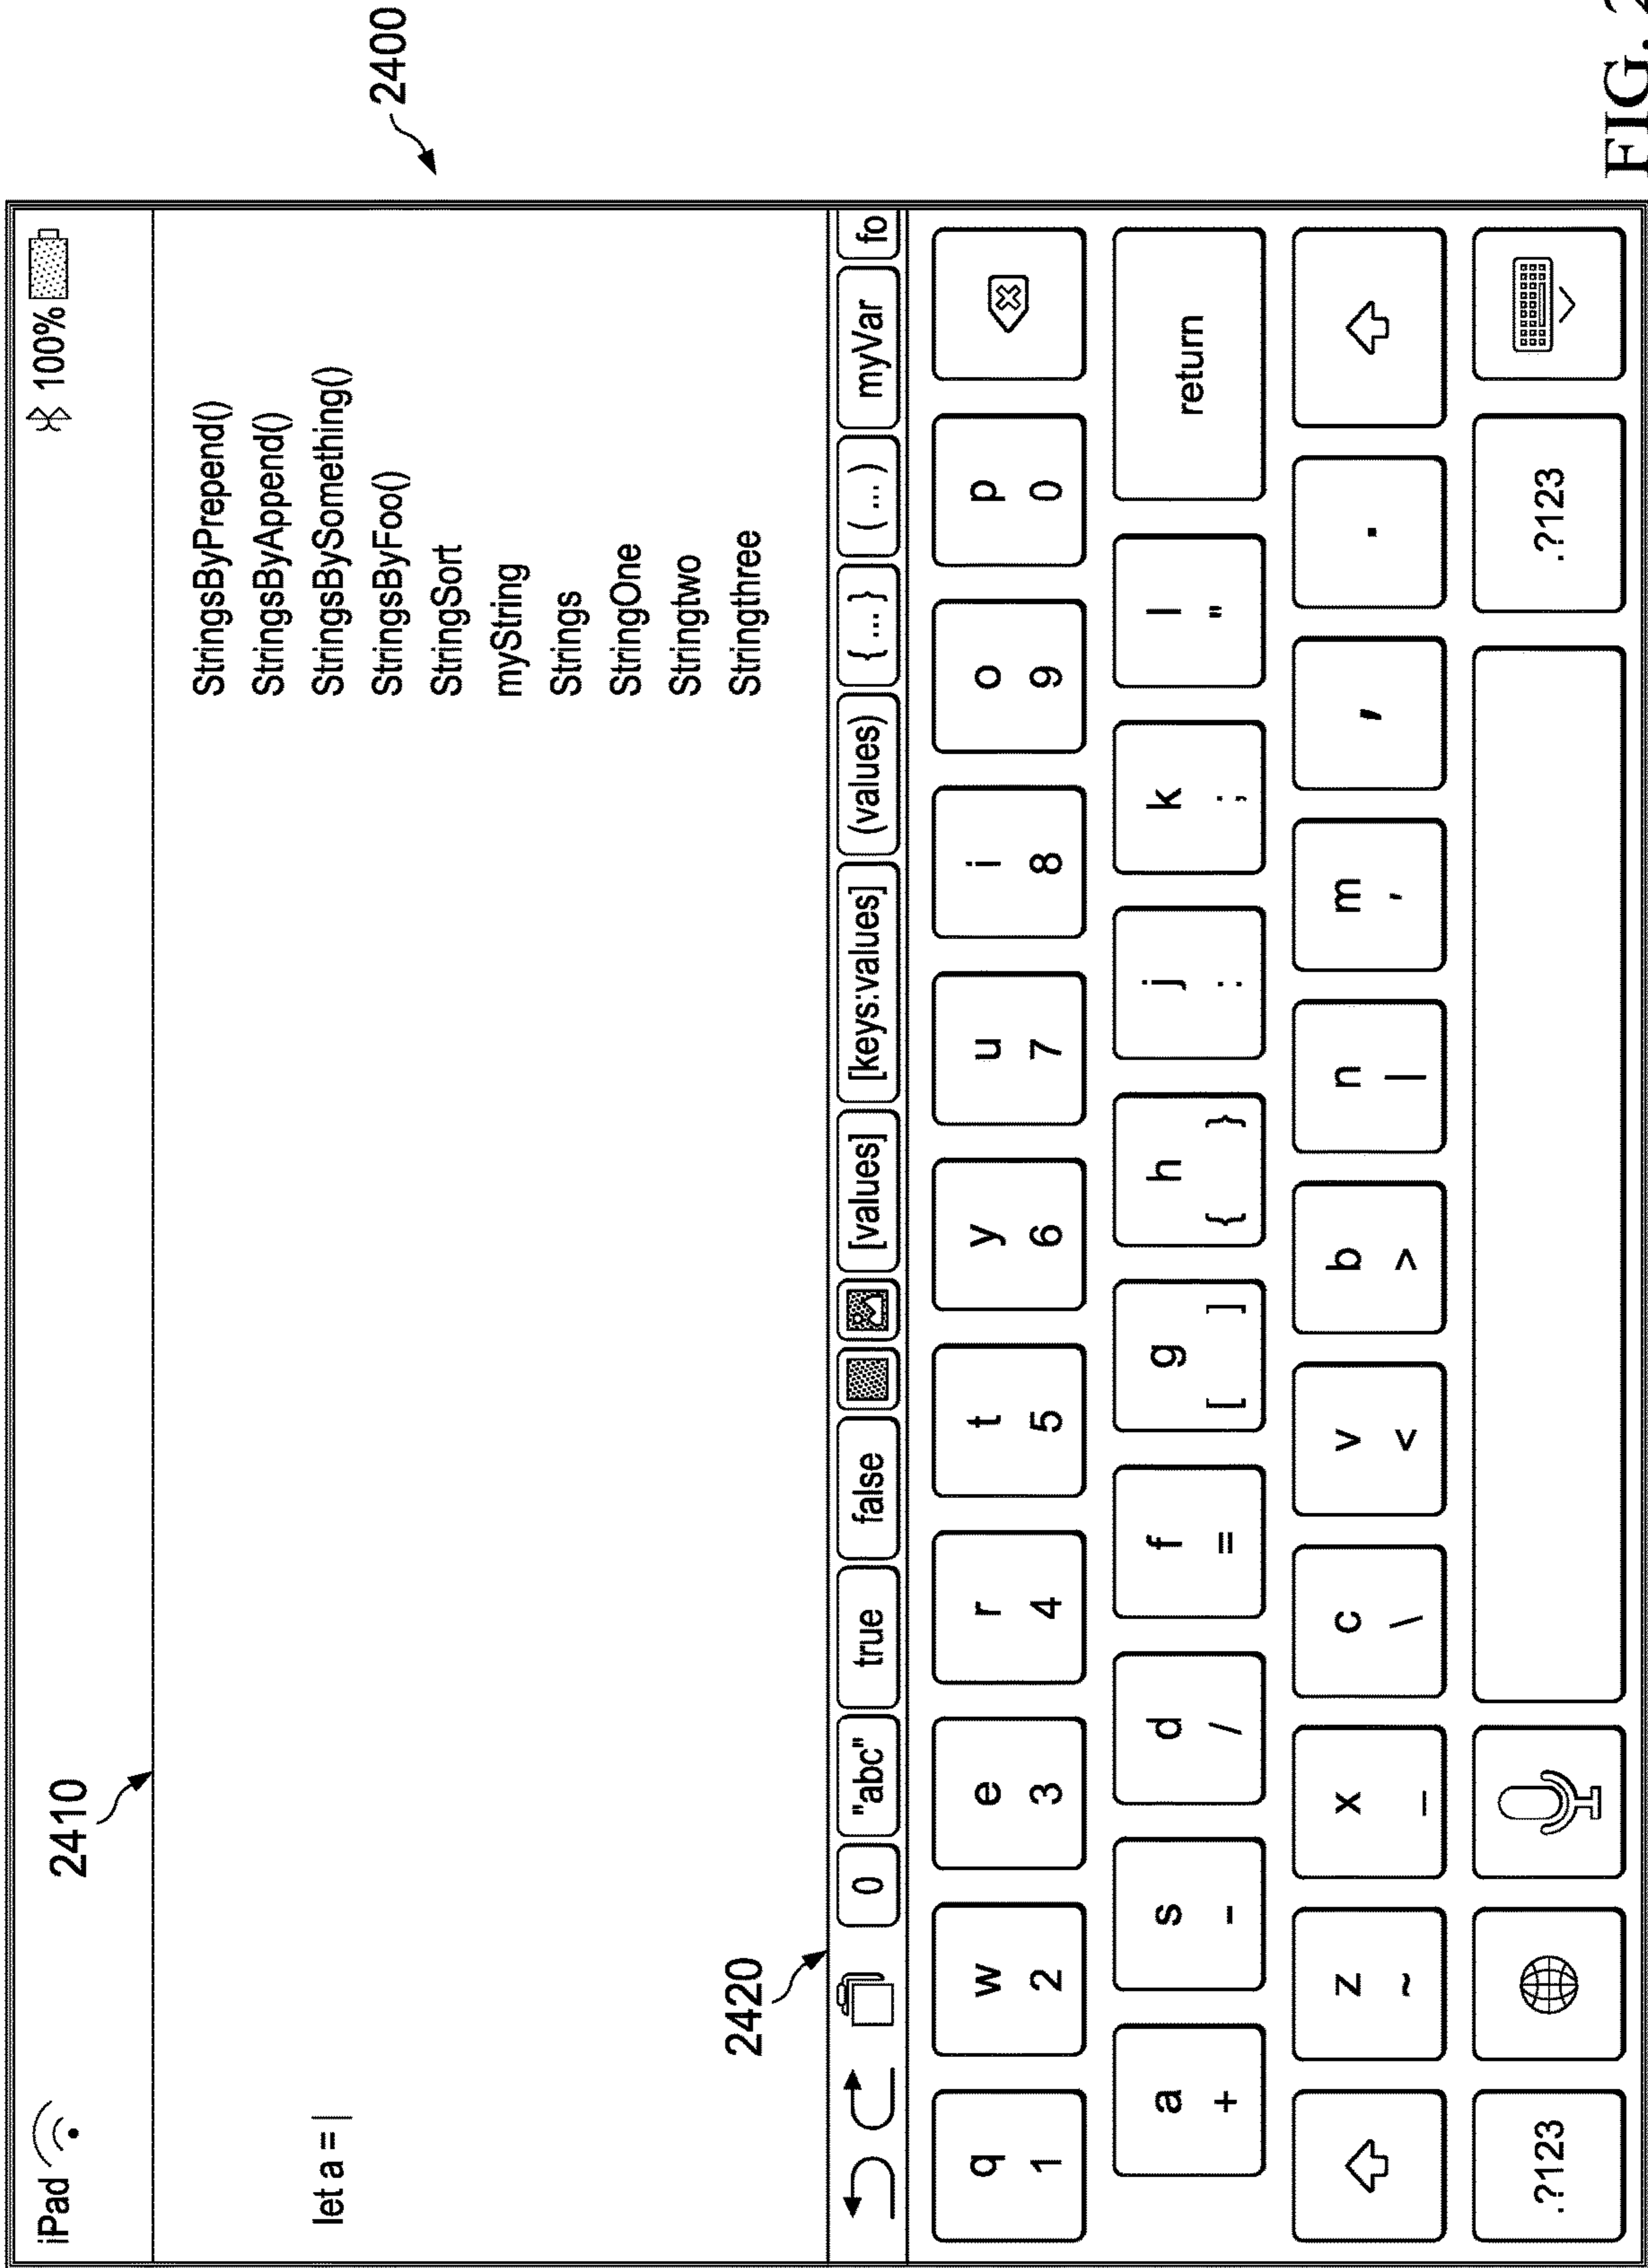 2400
2410
iPad 100%
StringsByPrepend()
StringsByAppend()
let a = | StringsBySomething()
StringsByFoo()
StringSort
myString
Strings
StringOne
Stringtwo
Stringthree
2420
0 "abc" true false [values] [keys:values] (values) { ... } ( ... ) myVar fo
q w e r t y u i o p
1 2 3 4 5 6 7 8 9 0
a s d f g h j k l return
+ - / = [ ] { } : ; "
z x c v b n m , .
~ _ \ < > | '
.?123 .?123
FIG.